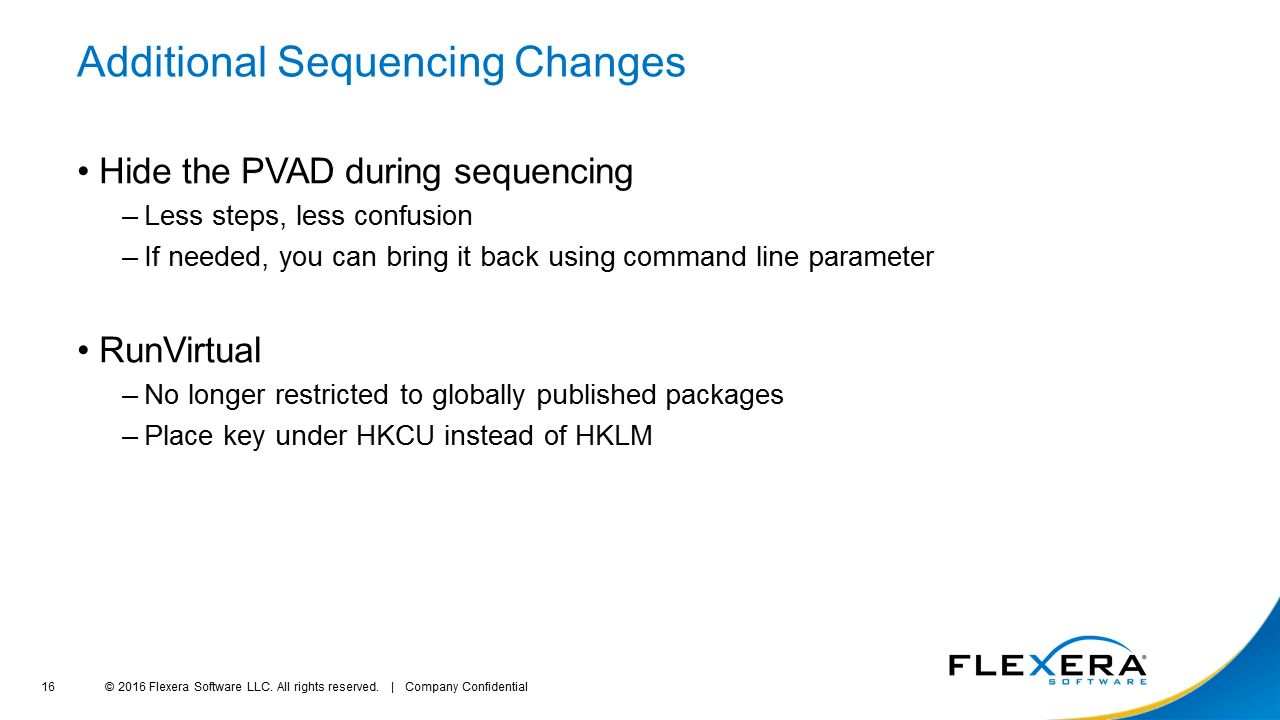 Additional Sequencing Changes
• Hide the PVAD during sequencing
– Less steps, less confusion
– If needed, you can bring it back using command line parameter
• RunVirtual
– No longer restricted to globally published packages
– Place key under HKCU instead of HKLM
FLEXERA®
SOFTWARE
16 © 2016 Flexera Software LLC. All rights reserved. | Company Confidential